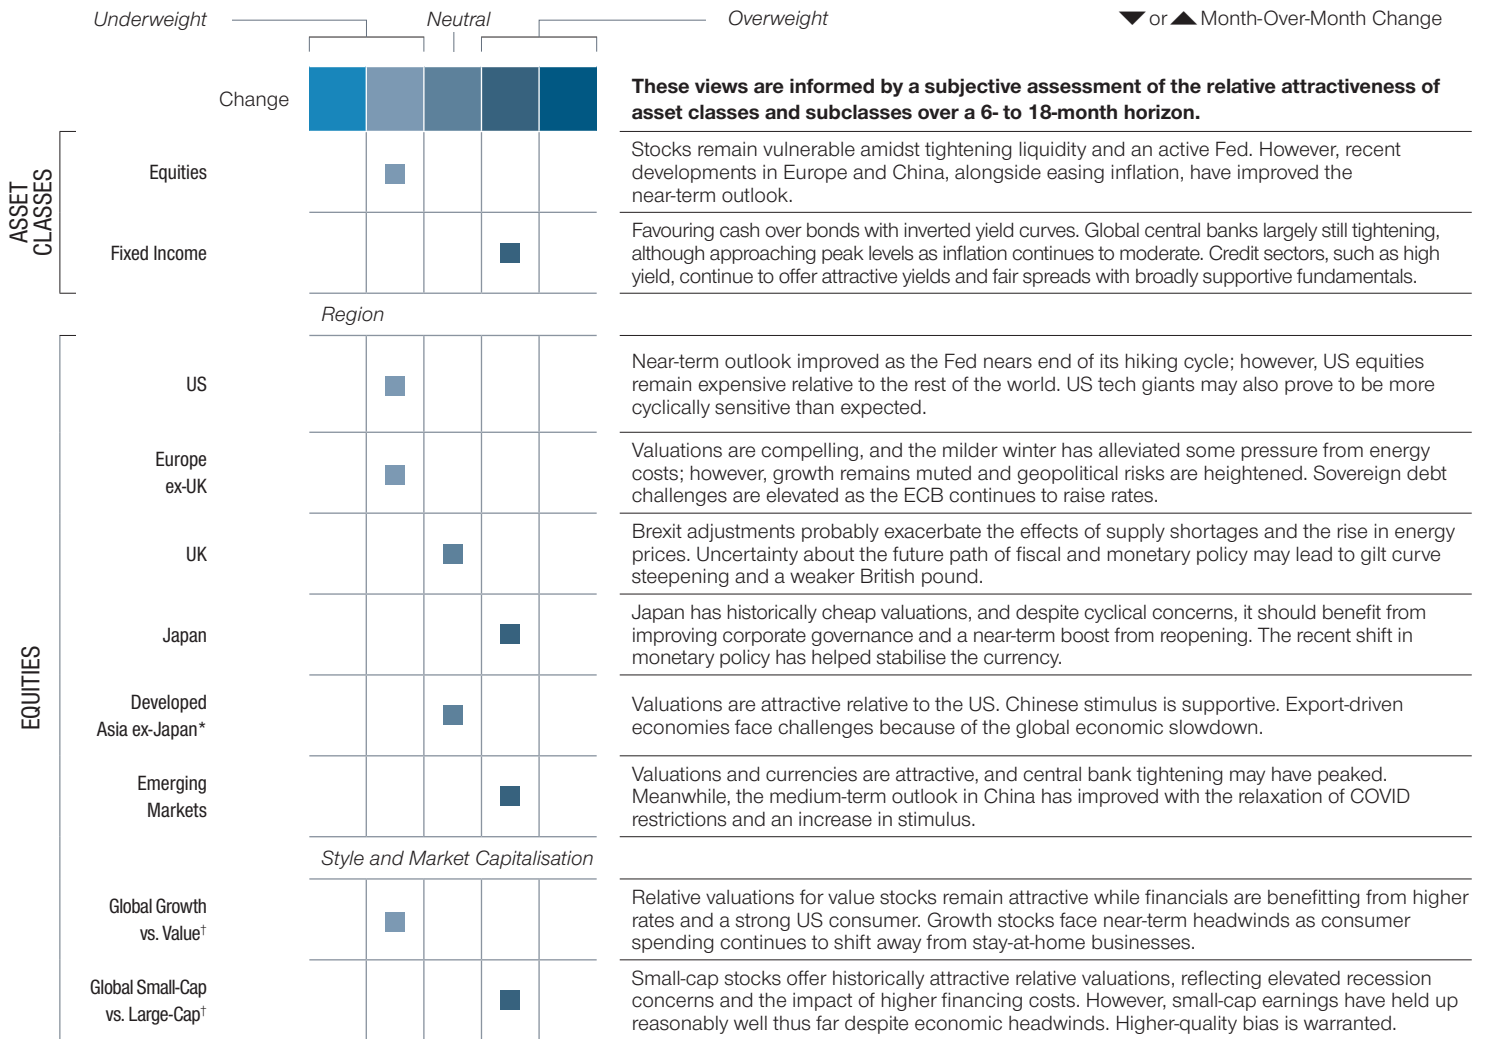 Underweight
Neutral
Overweight
▼ or ▲ Month-Over-Month Change
Change
These views are informed by a subjective assessment of the relative attractiveness of
asset classes and subclasses over a 6- to 18-month horizon.
ASSET
CLASSES
Equities
Stocks remain vulnerable amidst tightening liquidity and an active Fed. However, recent
developments in Europe and China, alongside easing inflation, have improved the
near-term outlook.
Fixed Income
Favouring cash over bonds with inverted yield curves. Global central banks largely still tightening,
although approaching peak levels as inflation continues to moderate. Credit sectors, such as high
yield, continue to offer attractive yields and fair spreads with broadly supportive fundamentals.
Region
EQUITIES
US
Near-term outlook improved as the Fed nears end of its hiking cycle; however, US equities
remain expensive relative to the rest of the world. US tech giants may also prove to be more
cyclically sensitive than expected.
Europe
ex-UK
Valuations are compelling, and the milder winter has alleviated some pressure from energy
costs; however, growth remains muted and geopolitical risks are heightened. Sovereign debt
challenges are elevated as the ECB continues to raise rates.
UK
Brexit adjustments probably exacerbate the effects of supply shortages and the rise in energy
prices. Uncertainty about the future path of fiscal and monetary policy may lead to gilt curve
steepening and a weaker British pound.
Japan
Japan has historically cheap valuations, and despite cyclical concerns, it should benefit from
improving corporate governance and a near-term boost from reopening. The recent shift in
monetary policy has helped stabilise the currency.
Developed
Asia ex-Japan*
Valuations are attractive relative to the US. Chinese stimulus is supportive. Export-driven
economies face challenges because of the global economic slowdown.
Emerging
Markets
Valuations and currencies are attractive, and central bank tightening may have peaked.
Meanwhile, the medium-term outlook in China has improved with the relaxation of COVID
restrictions and an increase in stimulus.
Style and Market Capitalisation
Global Growth
vs. Value†
Relative valuations for value stocks remain attractive while financials are benefitting from higher
rates and a strong US consumer. Growth stocks face near-term headwinds as consumer
spending continues to shift away from stay-at-home businesses.
Global Small-Cap
vs. Large-Cap†
Small-cap stocks offer historically attractive relative valuations, reflecting elevated recession
concerns and the impact of higher financing costs. However, small-cap earnings have held up
reasonably well thus far despite economic headwinds. Higher-quality bias is warranted.